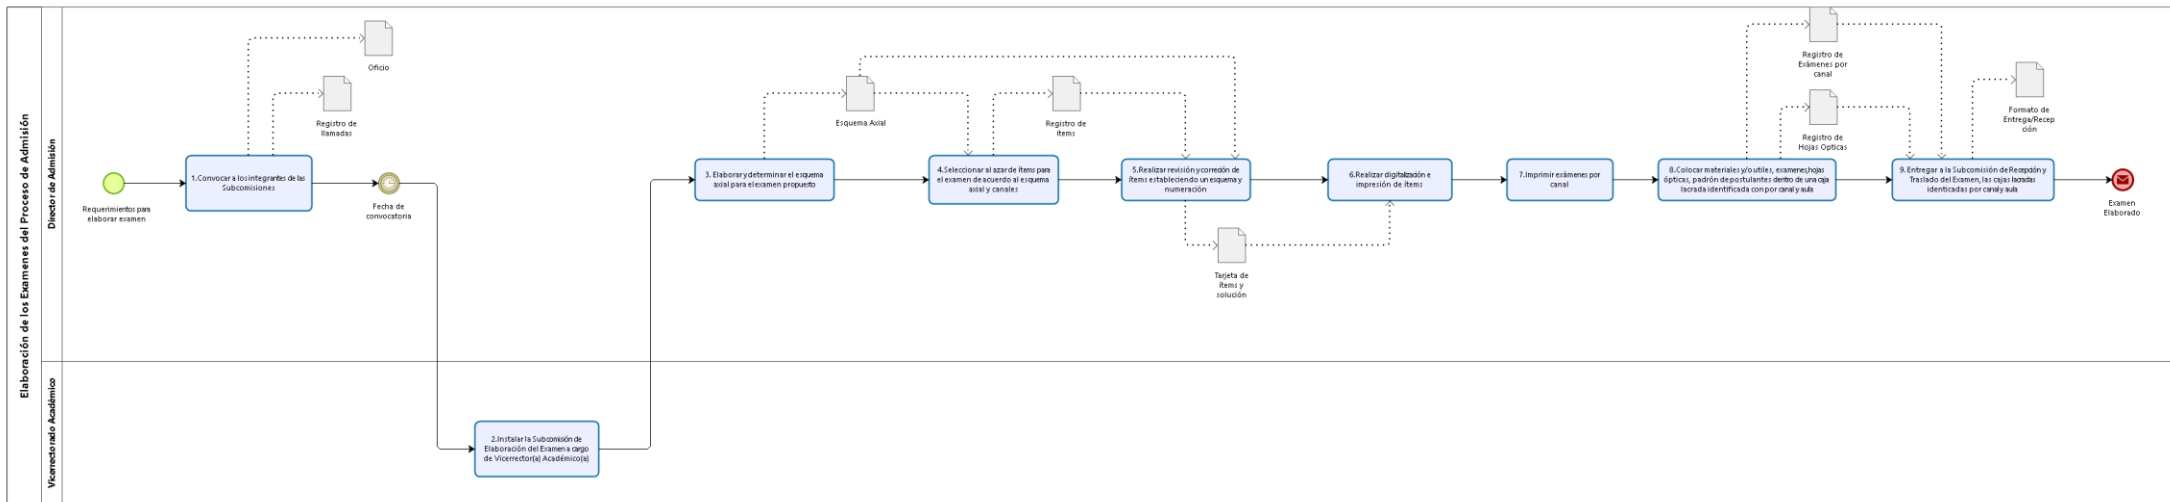 Elaboración de los Examenes del Proceso de Admisión
Director de Admisión
Vicerrectorado Académico
Requerimientos para
elaborar examen
1.Convocar a los integrantes de las
Subcomisiones
Oficio
Registro de
llamadas
Fecha de
convocatoria
2.Instalar la Subcomisión de
Elaboración del Examen a cargo
de Vicerrector(a) Académico(a)
3. Elaborar y determinar el esquema
axial para el examen propuesto
Esquema Axial
4.Seleccionar al azar de ítems para
el examen de acuerdo al esquema
axial y canales
Registro de
ítems
5.Realizar revisión y correción de
ítems estableciendo un esquema y
numeración
Tarjeta de
ítems y
solución
6.Realizar digitalización e
impresión de ítems
7.Imprimir exámenes por
canal
8.Colocar materiales y/o utiles, examenes,hojas
ópticas, padrón de postulantes dentro de una caja
lacrada identificada con por canal y aula
Registro de
Exámenes por
canal
Registro de
Hojas Opticas
9. Entregar a la Subcomisión de Recepción y
Traslado del Examen, las cajas lacradas
identicadas por canal y aula
Formato de
Entrega/Recep
ción
Examen
Elaborado